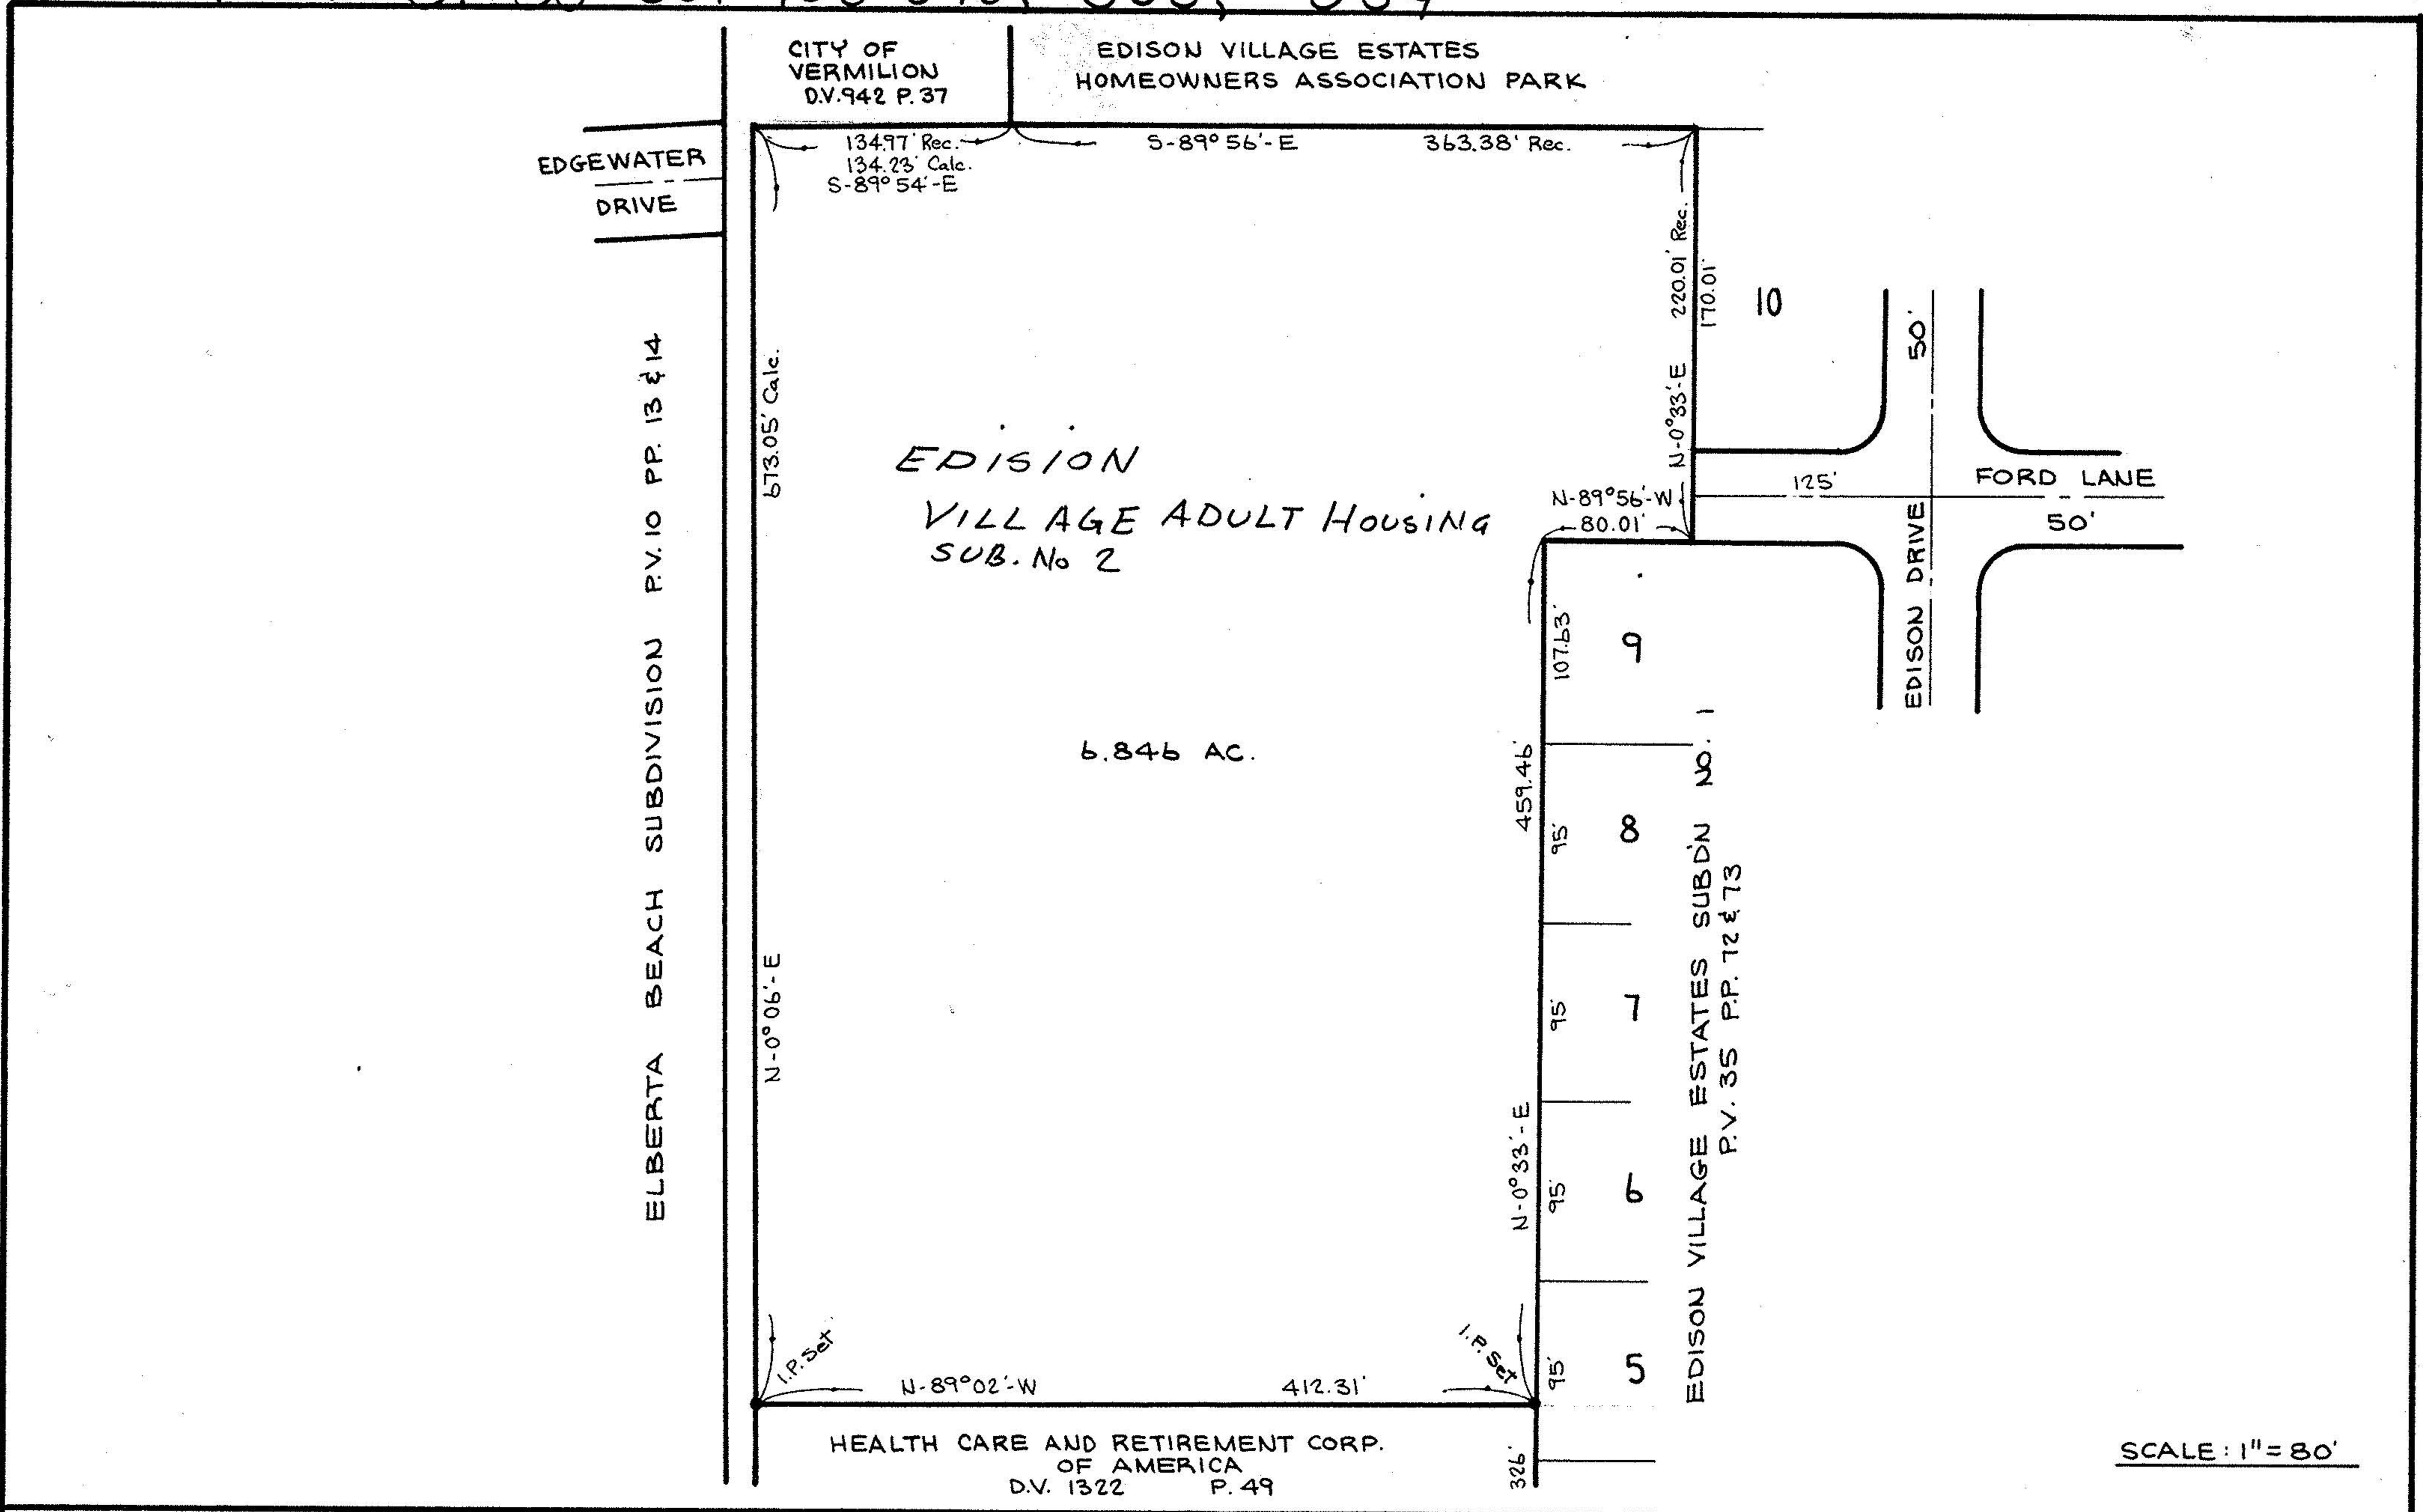 CITY OF
VERMILION
D.V. 942 P. 37
EDISON VILLAGE ESTATES
HOMEOWNERS ASSOCIATION PARK
EDGEWATER
DRIVE
134.97' Rec.
134.23' Calc.
S-89°54'-E
S-89°56'-E 363.38' Rec.
220.01' Rec.
170.01'
N-0°33'-E
10
673.05' Calc.
N-0°06'-E
ELBERTA BEACH SUBDIVISION P.V. 10 PP. 13 & 14
EDISION
VILLAGE ADULT HOUSING
SUB. No 2
N-89°56'-W
80.01'
125'
FORD LANE
50'
EDISON DRIVE 50'
6.846 AC.
107.63'
9
459.46'
N-0°33'-E
95'
8
95'
7
95'
6
95'
5
EDISON VILLAGE ESTATES SUBD'N NO. 1
P.V. 35 P.P. 72 & 73
I.P. Set
I.P. Set
N-89°02'-W 412.31'
HEALTH CARE AND RETIREMENT CORP.
OF AMERICA
D.V. 1322 P. 49
326'
SCALE: 1"=80'